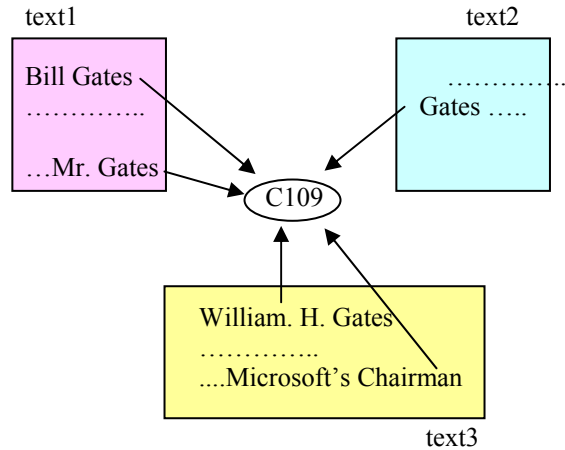 text1
text2
Bill Gates
…………..
…Mr. Gates
…………..
Gates …..
C109
William. H. Gates
…………..
....Microsoft’s Chairman
text3